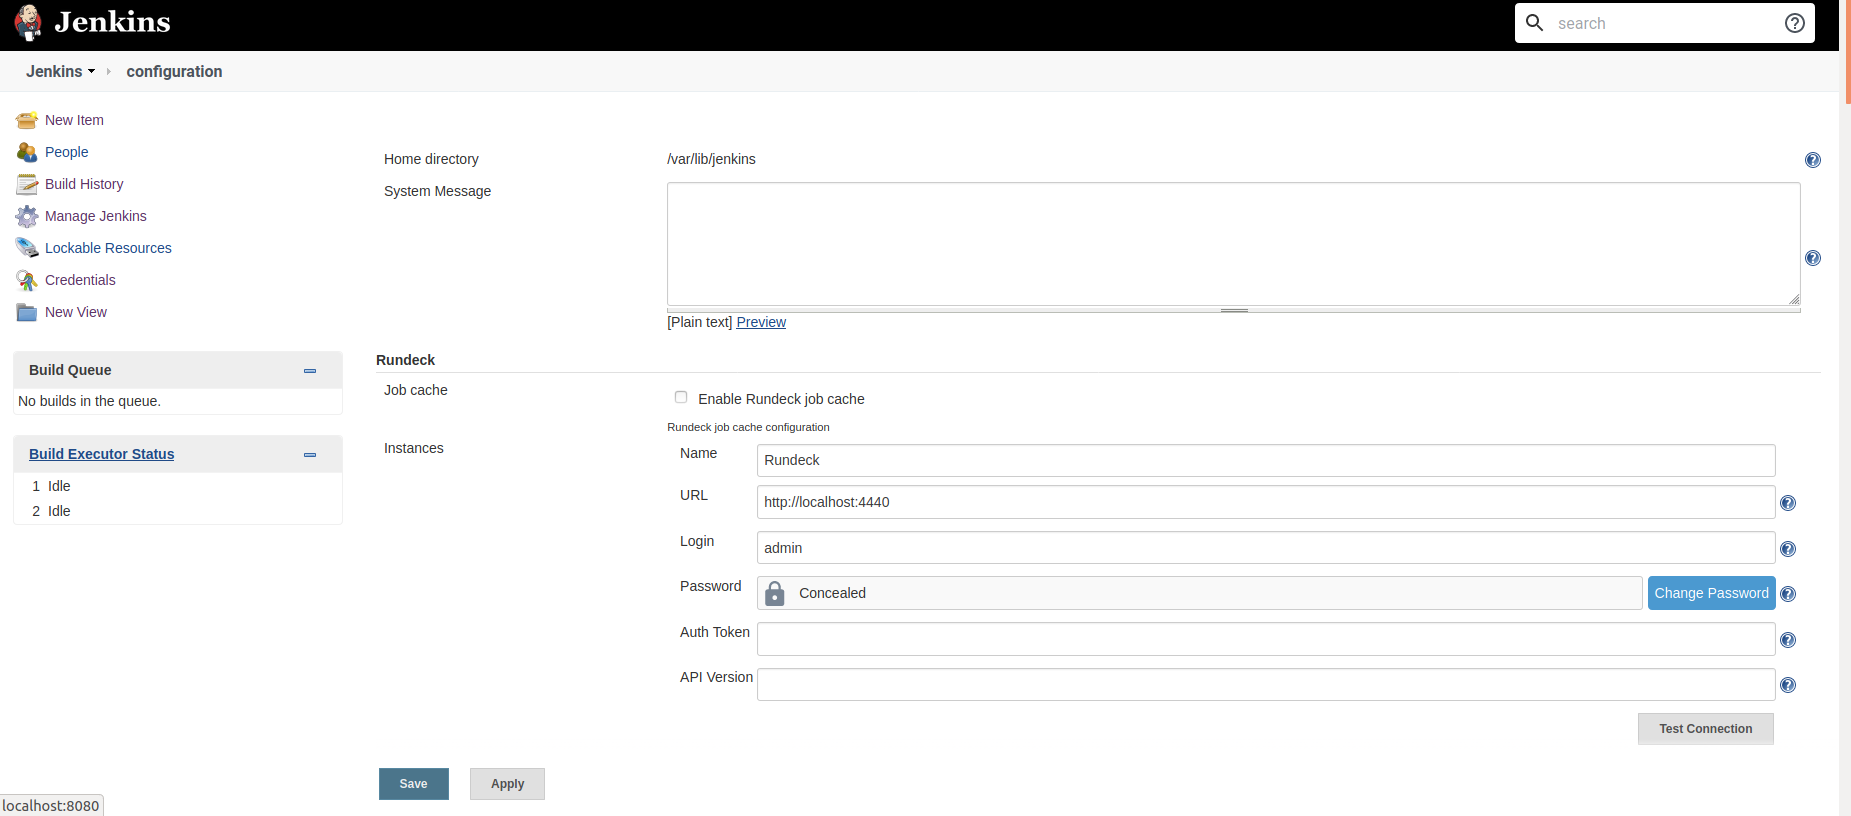 Jenkins
search
Jenkins
configuration
New Item
People
Build History
Manage Jenkins
Lockable Resources
Credentials
New View
Build Queue
No builds in the queue.
Build Executor Status
1 Idle
2 Idle
Home directory
/var/lib/jenkins
System Message
[Plain text] Preview
Rundeck
Job cache
Enable Rundeck job cache
Rundeck job cache configuration
Instances
Name
Rundeck
URL
http://localhost:4440
Login
admin
Password
Concealed
Change Password
Auth Token
API Version
Test Connection
Save
Apply
localhost:8080